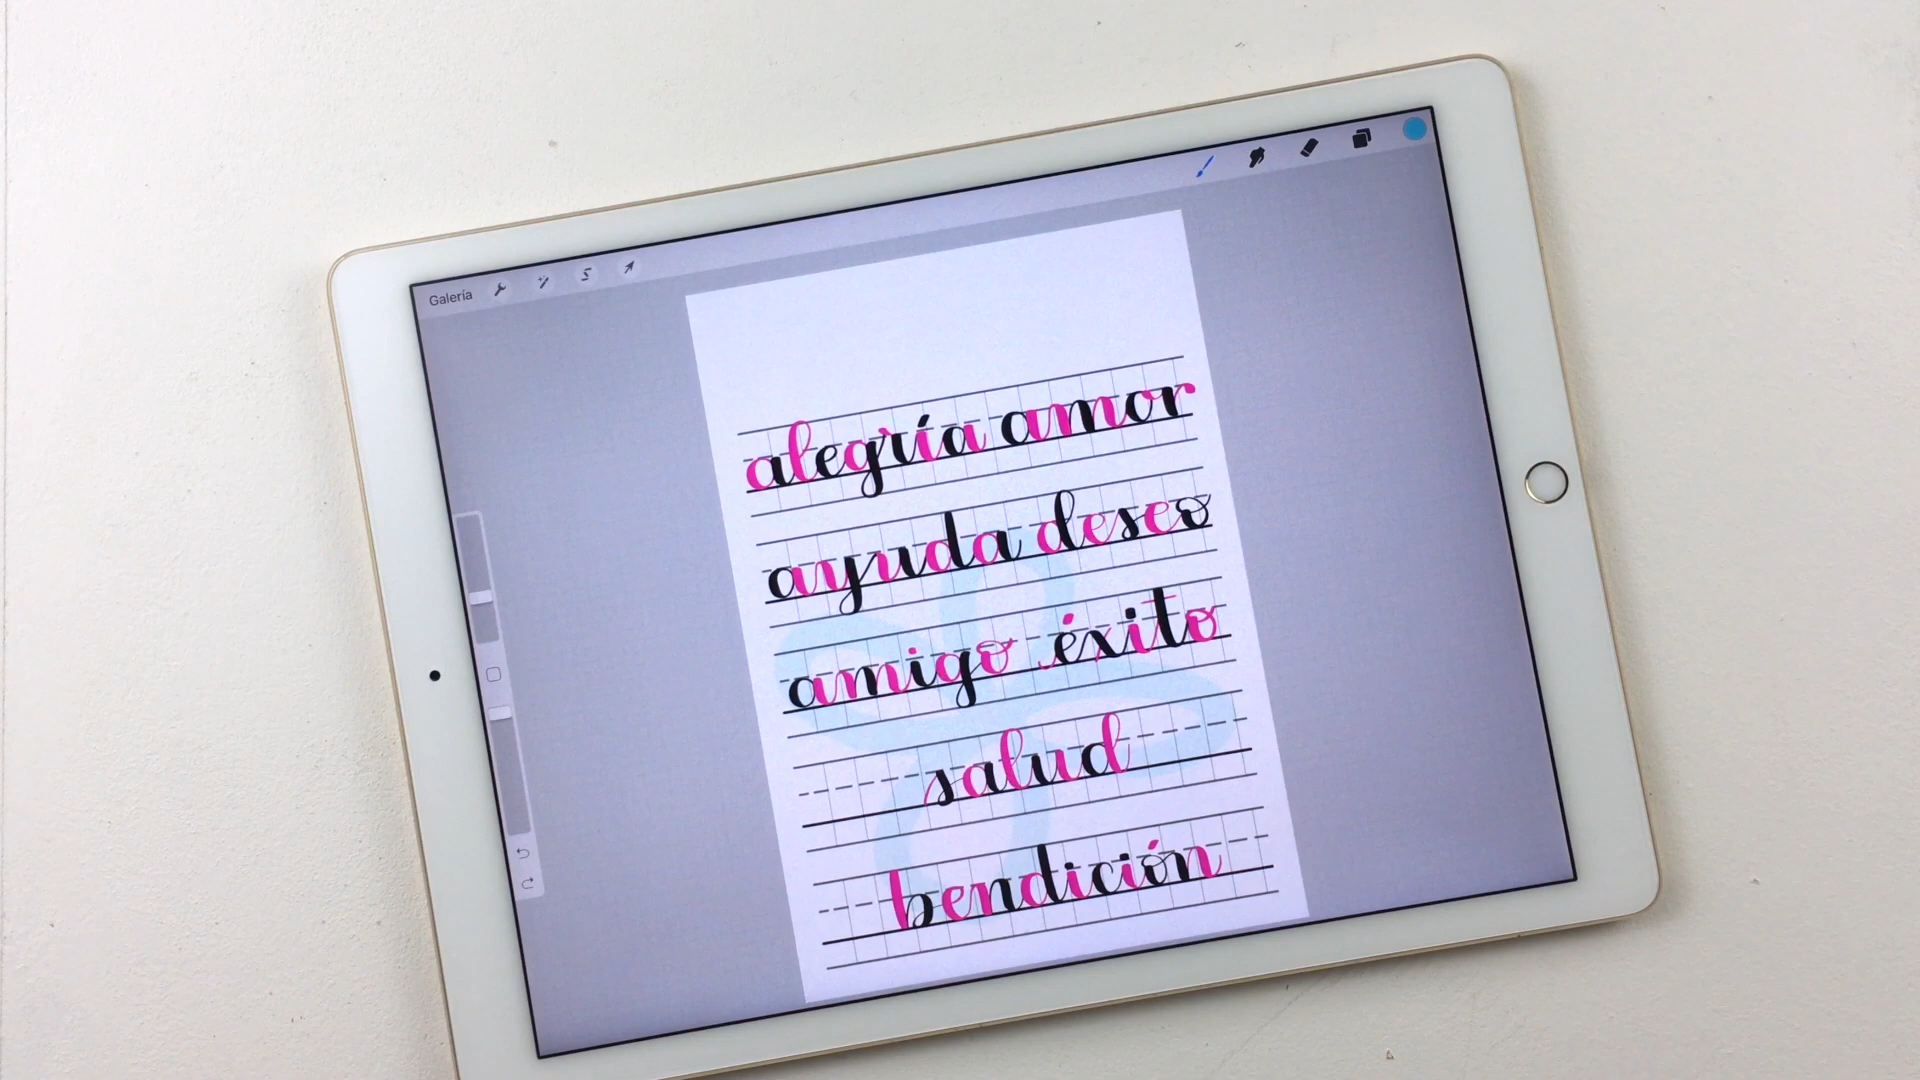 Galería
alegría amor
ayuda deseo
amigo éxito
salud
bendición